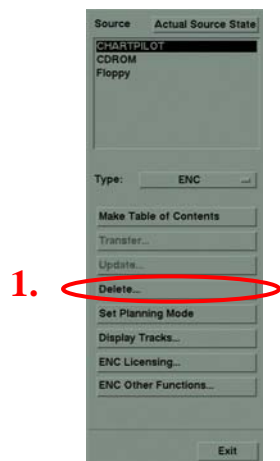 Source Actual Source State
CHARTPILOT
CDROM
Floppy
Type: ENC
Make Table of Contents
Transfer...
Update...
1. Delete...
Set Planning Mode
Display Tracks...
ENC Licensing...
ENC Other Functions...
Exit